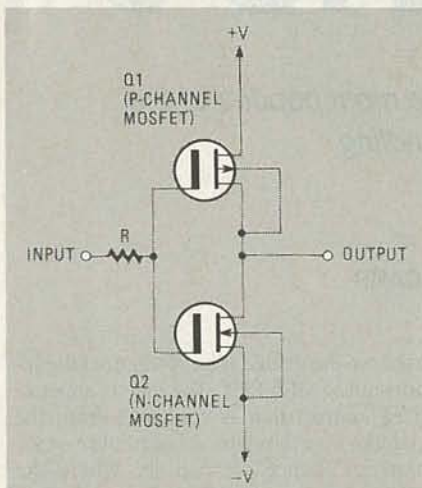 +V
Q1
(P-CHANNEL
MOSFET)
R
INPUT
OUTPUT
Q2
(N-CHANNEL
MOSFET)
-V